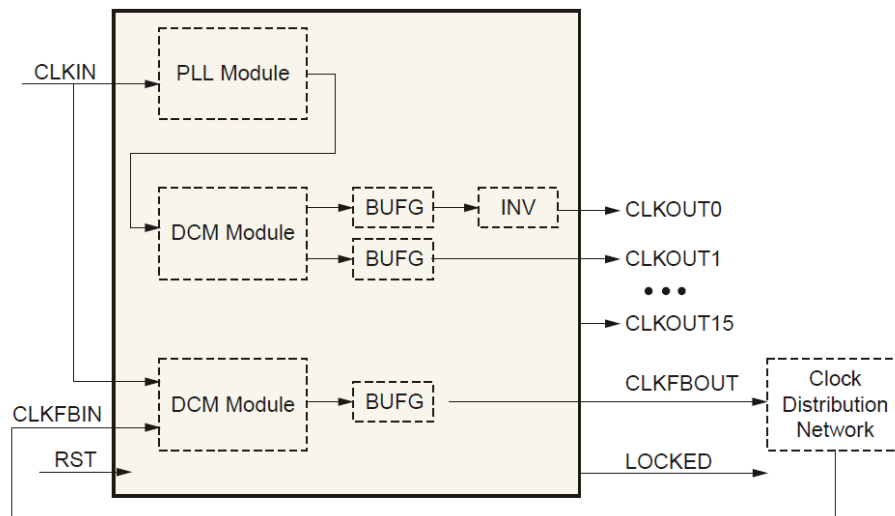 CLKIN
PLL Module
DCM Module
BUFG
INV
CLKOUT0
BUFG
CLKOUT1
CLKOUT15
CLKFBIN
DCM Module
BUFG
CLKFBOUT
Clock
Distribution
Network
RST
LOCKED